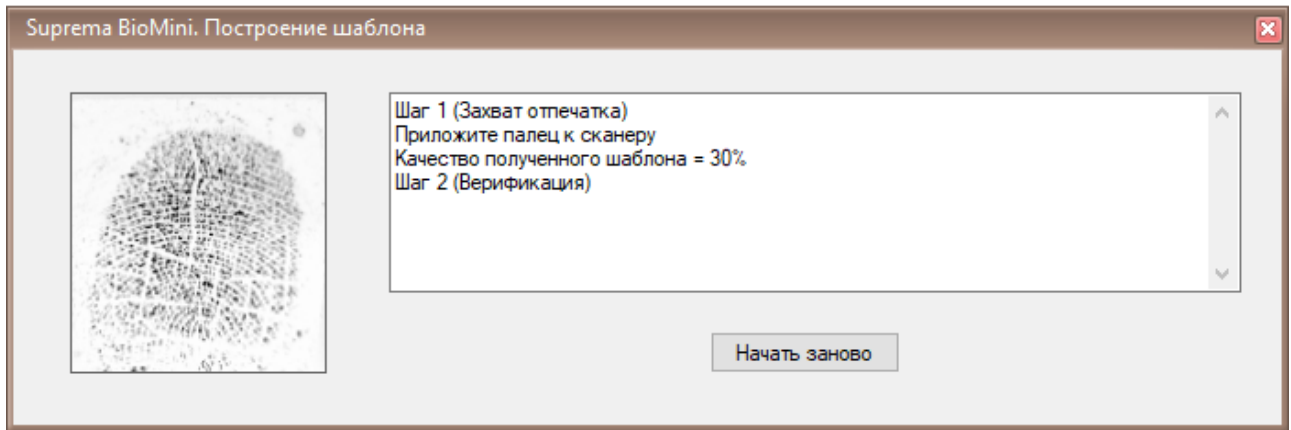 Suprema BioMini. Построение шаблона
Шаг 1 (Захват отпечатка)
Приложите палец к сканеру
Качество полученного шаблона = 30%
Шаг 2 (Верификация)
Начать заново